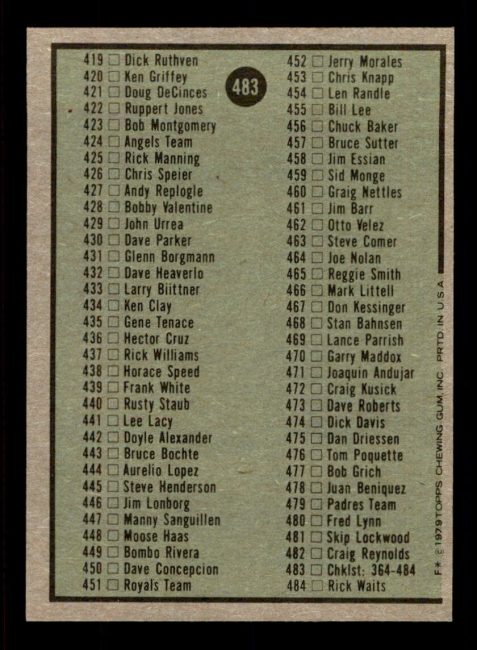 483
419 □ Dick Ruthven
420 □ Ken Griffey
421 □ Doug DeCinces
422 □ Ruppert Jones
423 □ Bob Montgomery
424 □ Angels Team
425 □ Rick Manning
426 □ Chris Speier
427 □ Andy Replogle
428 □ Bobby Valentine
429 □ John Urrea
430 □ Dave Parker
431 □ Glenn Borgmann
432 □ Dave Heaverlo
433 □ Larry Biittner
434 □ Ken Clay
435 □ Gene Tenace
436 □ Hector Cruz
437 □ Rick Williams
438 □ Horace Speed
439 □ Frank White
440 □ Rusty Staub
441 □ Lee Lacy
442 □ Doyle Alexander
443 □ Bruce Bochte
444 □ Aurelio Lopez
445 □ Steve Henderson
446 □ Jim Lonborg
447 □ Manny Sanguillen
448 □ Moose Haas
449 □ Bombo Rivera
450 □ Dave Concepcion
451 □ Royals Team
452 □ Jerry Morales
453 □ Chris Knapp
454 □ Len Randle
455 □ Bill Lee
456 □ Chuck Baker
457 □ Bruce Sutter
458 □ Jim Essian
459 □ Sid Monge
460 □ Graig Nettles
461 □ Jim Barr
462 □ Otto Velez
463 □ Steve Comer
464 □ Joe Nolan
465 □ Reggie Smith
466 □ Mark Littell
467 □ Don Kessinger
468 □ Stan Bahnsen
469 □ Lance Parrish
470 □ Garry Maddox
471 □ Joaquin Andujar
472 □ Craig Kusick
473 □ Dave Roberts
474 □ Dick Davis
475 □ Dan Driessen
476 □ Tom Poquette
477 □ Bob Grich
478 □ Juan Beniquez
479 □ Padres Team
480 □ Fred Lynn
481 □ Skip Lockwood
482 □ Craig Reynolds
483 □ Chklst: 364-484
484 □ Rick Waits
F* © 1979 TOPPS CHEWING GUM, INC. PRTD. IN U.S.A.